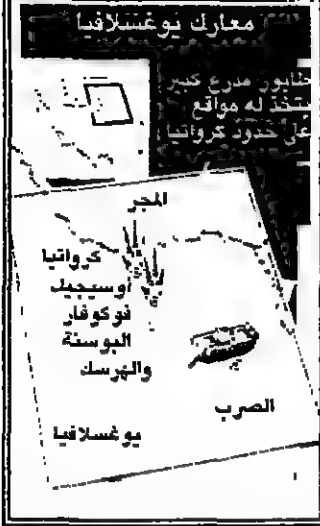 معارك يوغسلافيا
طابور مدرع كبير
يتخذ له مواقع
على حدود كرواتيا
المجر
كرواتيا
اوسيجيك
فوكوفار
البوسنة
والهرسك
الصرب
يوغسلافيا